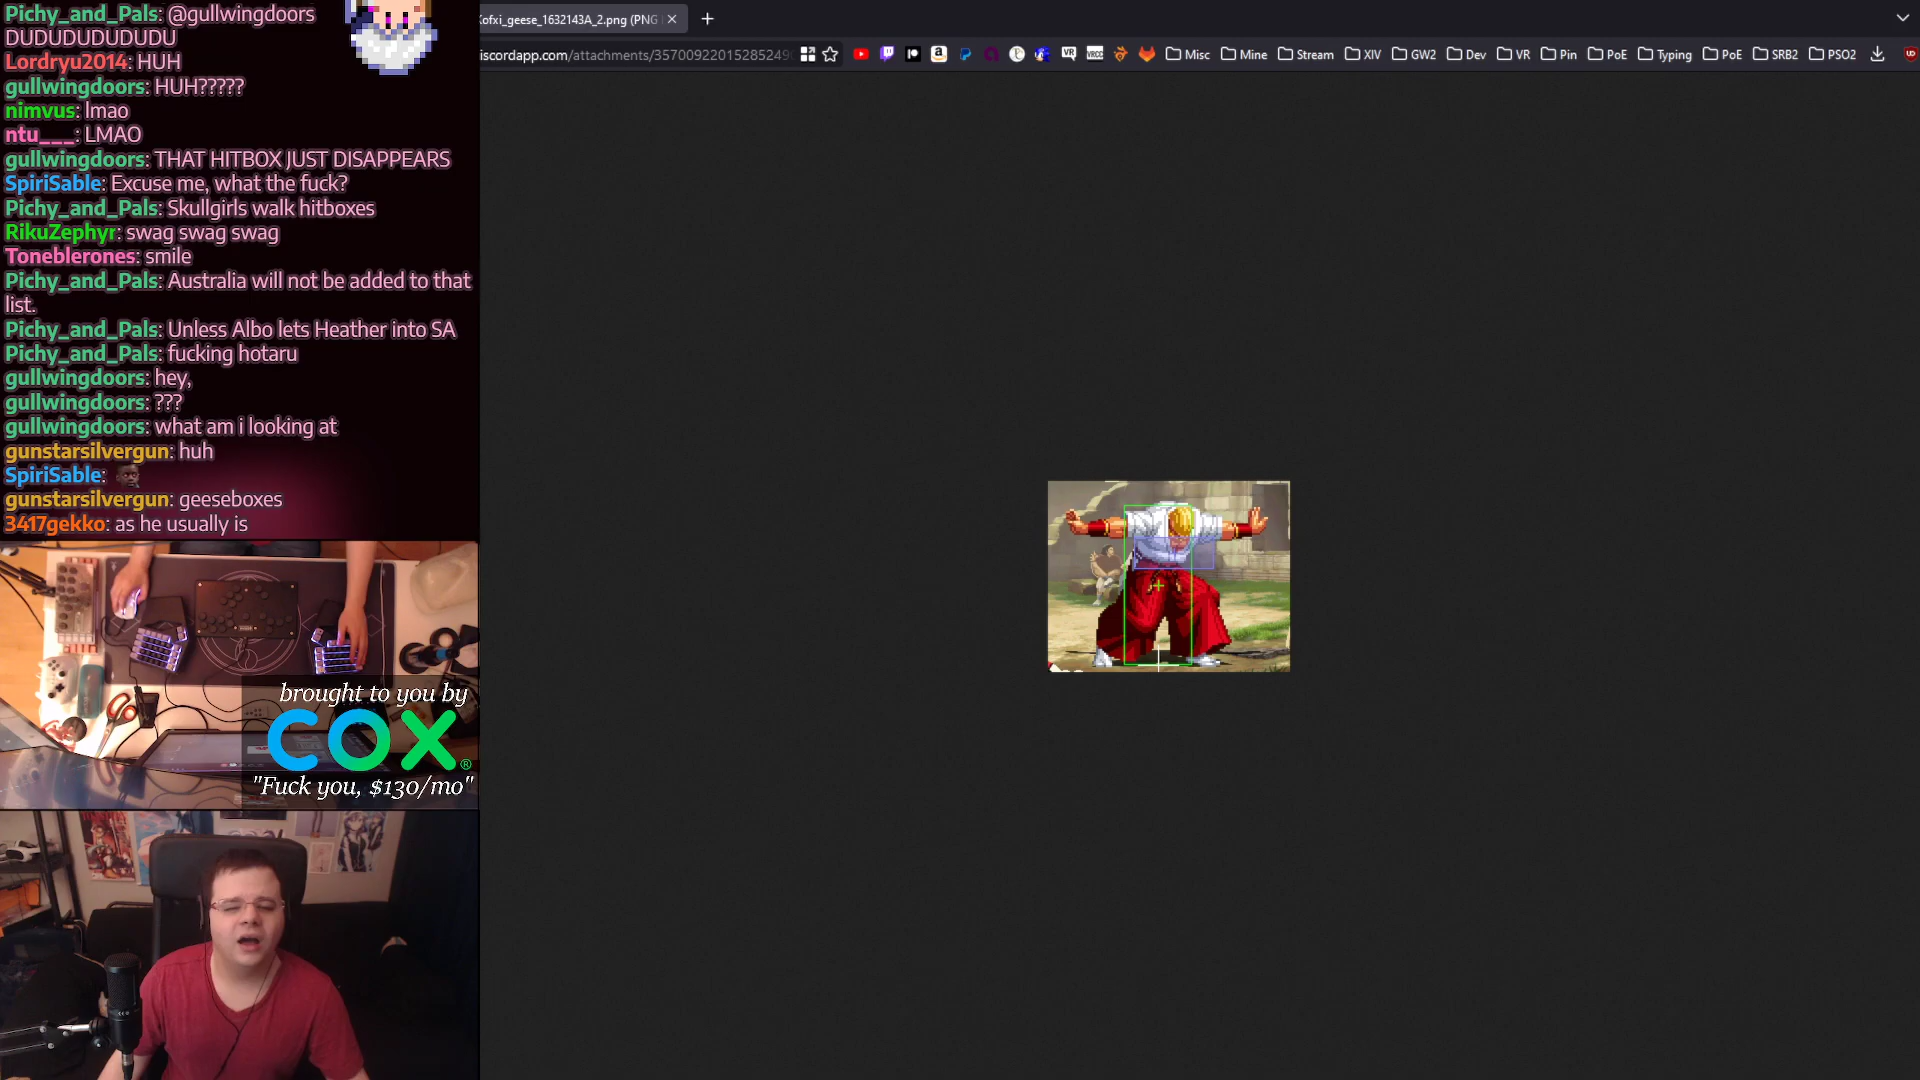 Pichy_and_Pals: @gullwingdoors
DUDUDUDUDUDU
Lordryu2014: HUH
gullwingdoors: HUH?????
nimvus: lmao
ntu___: LMAO
gullwingdoors: THAT HITBOX JUST DISAPPEARS
SpiriSable: Excuse me, what the fuck?
Pichy_and_Pals: Skullgirls walk hitboxes
RikuZephyr: swag swag swag
Toneblerones: smile
Pichy_and_Pals: Australia will not be added to that
list.
Pichy_and_Pals: Unless Albo lets Heather into SA
Pichy_and_Pals: fucking hotaru
gullwingdoors: hey,
gullwingdoors: ???
gullwingdoors: what am i looking at
gunstarsilvergun: huh
SpiriSable:
gunstarsilvergun: geeseboxes
3417gekko: as he usually is
brought to you by
COX®
"Fuck you, $130/mo"
Kofxi_geese_1632143A_2.png (PNG
iscordapp.com/attachments/357009220152852490
Misc Mine Stream XIV GW2 Dev VR Pin PoE Typing PoE SRB2 PSO2